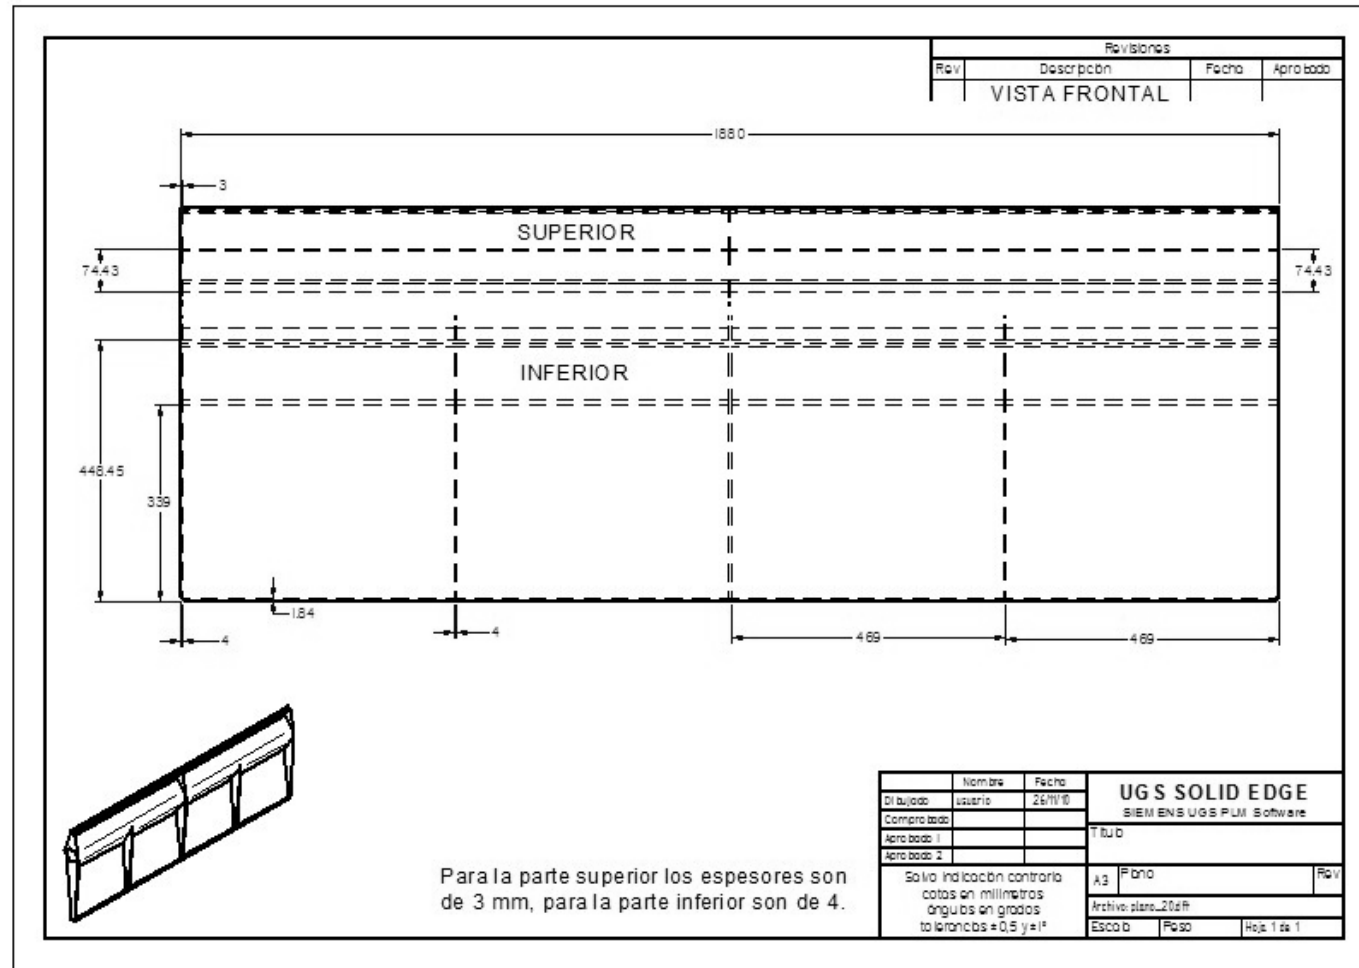 Revisiones
Rev Descripción Fecha Aprobado
VISTA FRONTAL
1880
3
SUPERIOR
74.43
74.43
INFERIOR
448.45
339
1.84
4
4
469
469
Nombre Fecha
Dibujado usuario 26/11/10
Comprobado
Aprobado 1
Aprobado 2
UGS SOLID EDGE
SIEMENS UGS PLM Software
Título
Salvo indicación contraria
cotas en milímetros
ángulos en grados
tolerancias ±0,5 y ±1º
A3 Plano Rev
Archivo: plano_20.dft
Escala Peso Hoja 1 de 1
Para la parte superior los espesores son
de 3 mm, para la parte inferior son de 4.